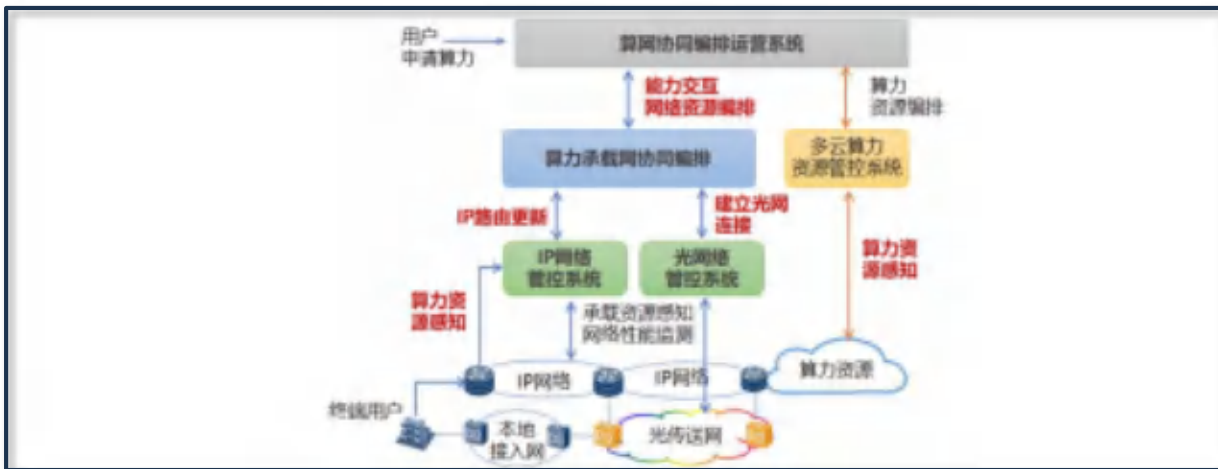 用户
申请算力
算网协同编排运营系统
能力交互
网络资源编排
算力
资源编排
算力承载网协同编排
多云算力
资源管控系统
IP路由更新
建立光网
连接
IP网络
管控系统
光网络
管控系统
算力资
源感知
算力资
源感知
承载资源感知
网络性能监测
IP网络
IP网络
算力资源
终端用户
本地
接入网
光传送网